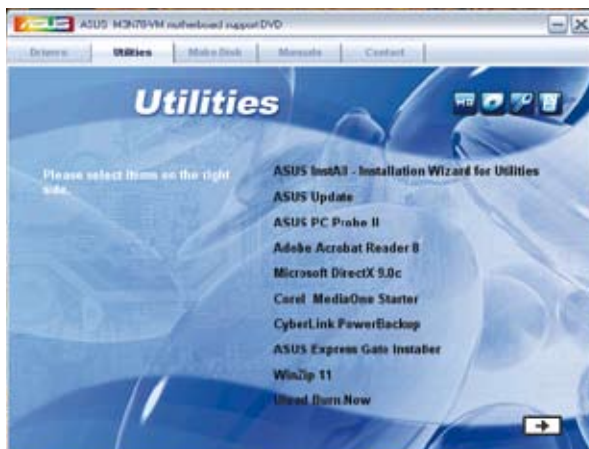 ASUS ASUS M3N78-VM motherboard support DVD
Drivers Utilities Make Disk Manuals Contact
Utilities
Please select items on the right side.
ASUS InstAll - Installation Wizard for Utilities
ASUS Update
ASUS PC Probe II
Adobe Acrobat Reader 8
Microsoft DirectX 9.0c
Corel MediaOne Starter
CyberLink PowerBackup
ASUS Express Gate Installer
WinZip 11
Ulead Burn Now